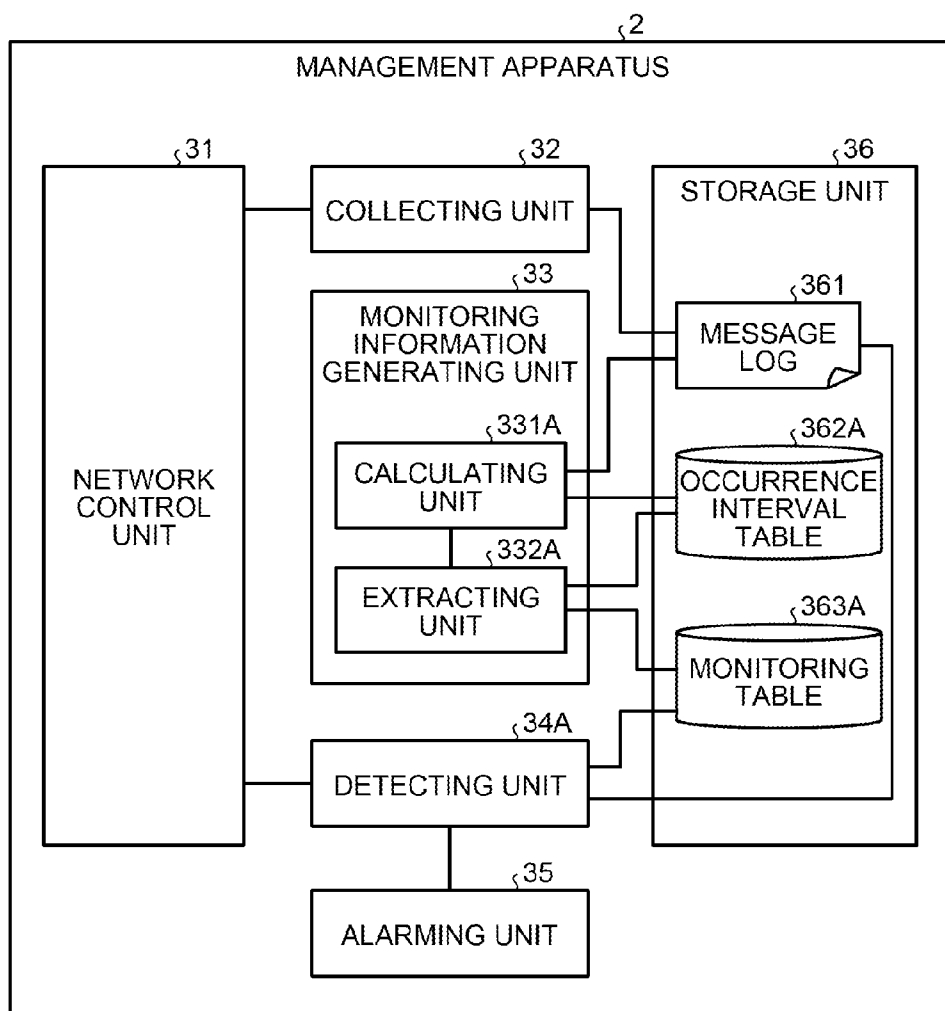 2
MANAGEMENT APPARATUS
31
NETWORK
CONTROL
UNIT
32
COLLECTING UNIT
33
MONITORING
INFORMATION
GENERATING UNIT
331A
CALCULATING
UNIT
332A
EXTRACTING
UNIT
34A
DETECTING UNIT
35
ALARMING UNIT
36
STORAGE UNIT
361
MESSAGE
LOG
362A
OCCURRENCE
INTERVAL
TABLE
363A
MONITORING
TABLE